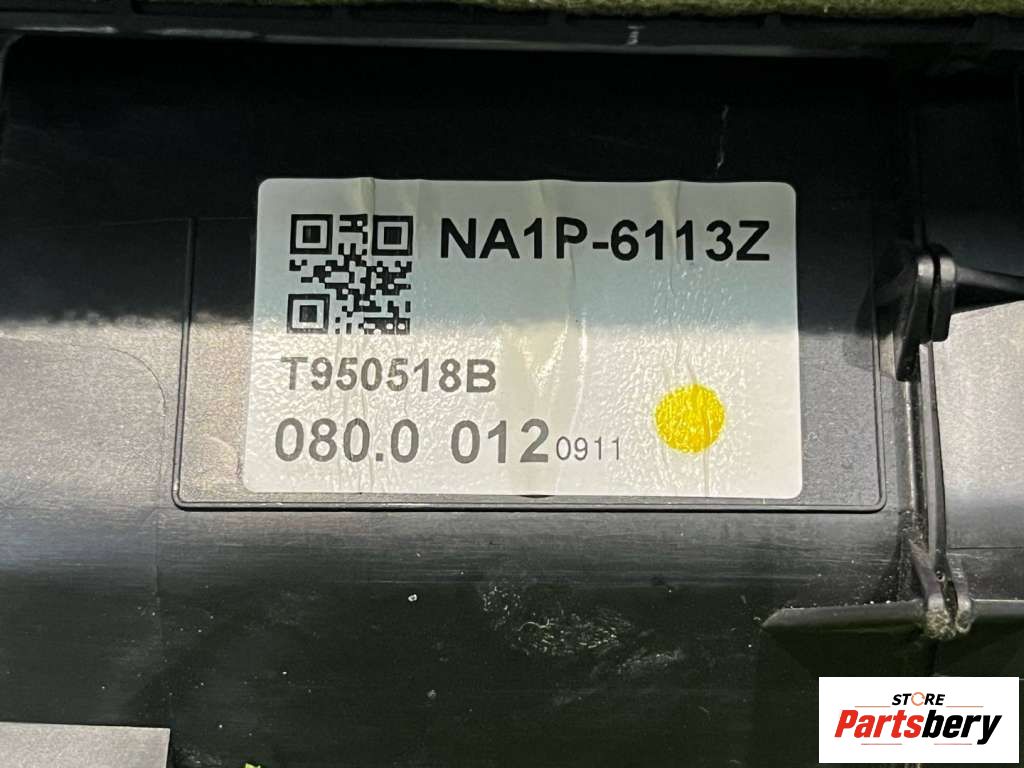 NA1P-6113Z
T950518B
080.0 012 0911
STORE
Partsbery